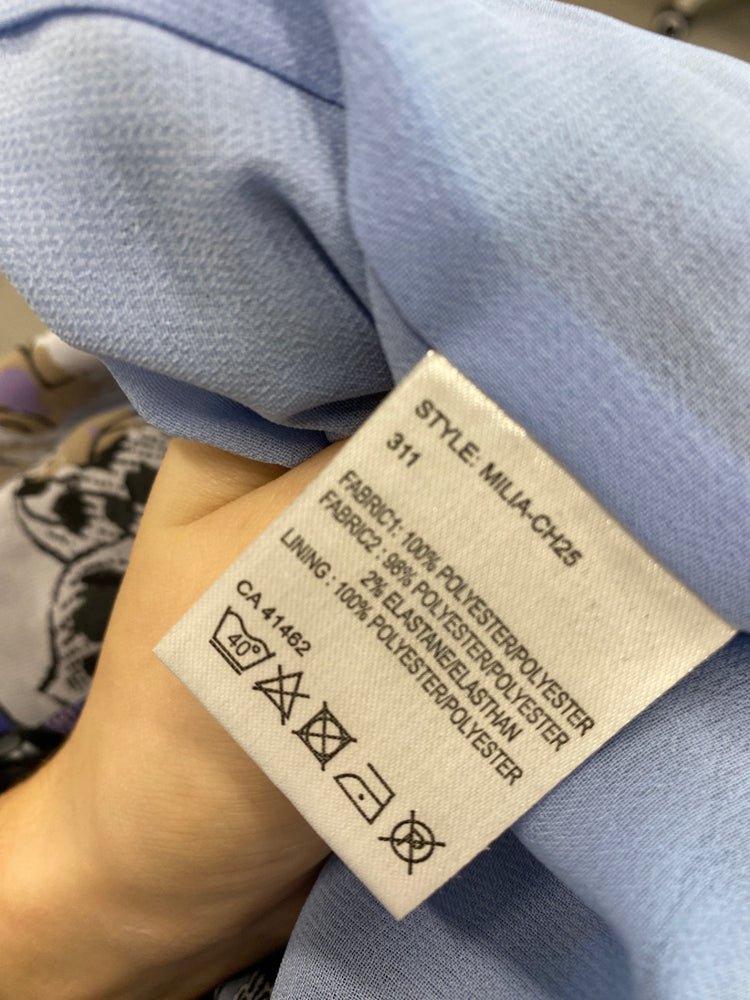 STYLE: MILIA-CH25
311
FABRIC1: 100% POLYESTER/POLYESTER
FABRIC2 : 98% POLYESTER/POLYESTER
2% ELASTANE/ELASTHAN
LINING : 100% POLYESTER/POLYESTER
CA 41462
40°
P